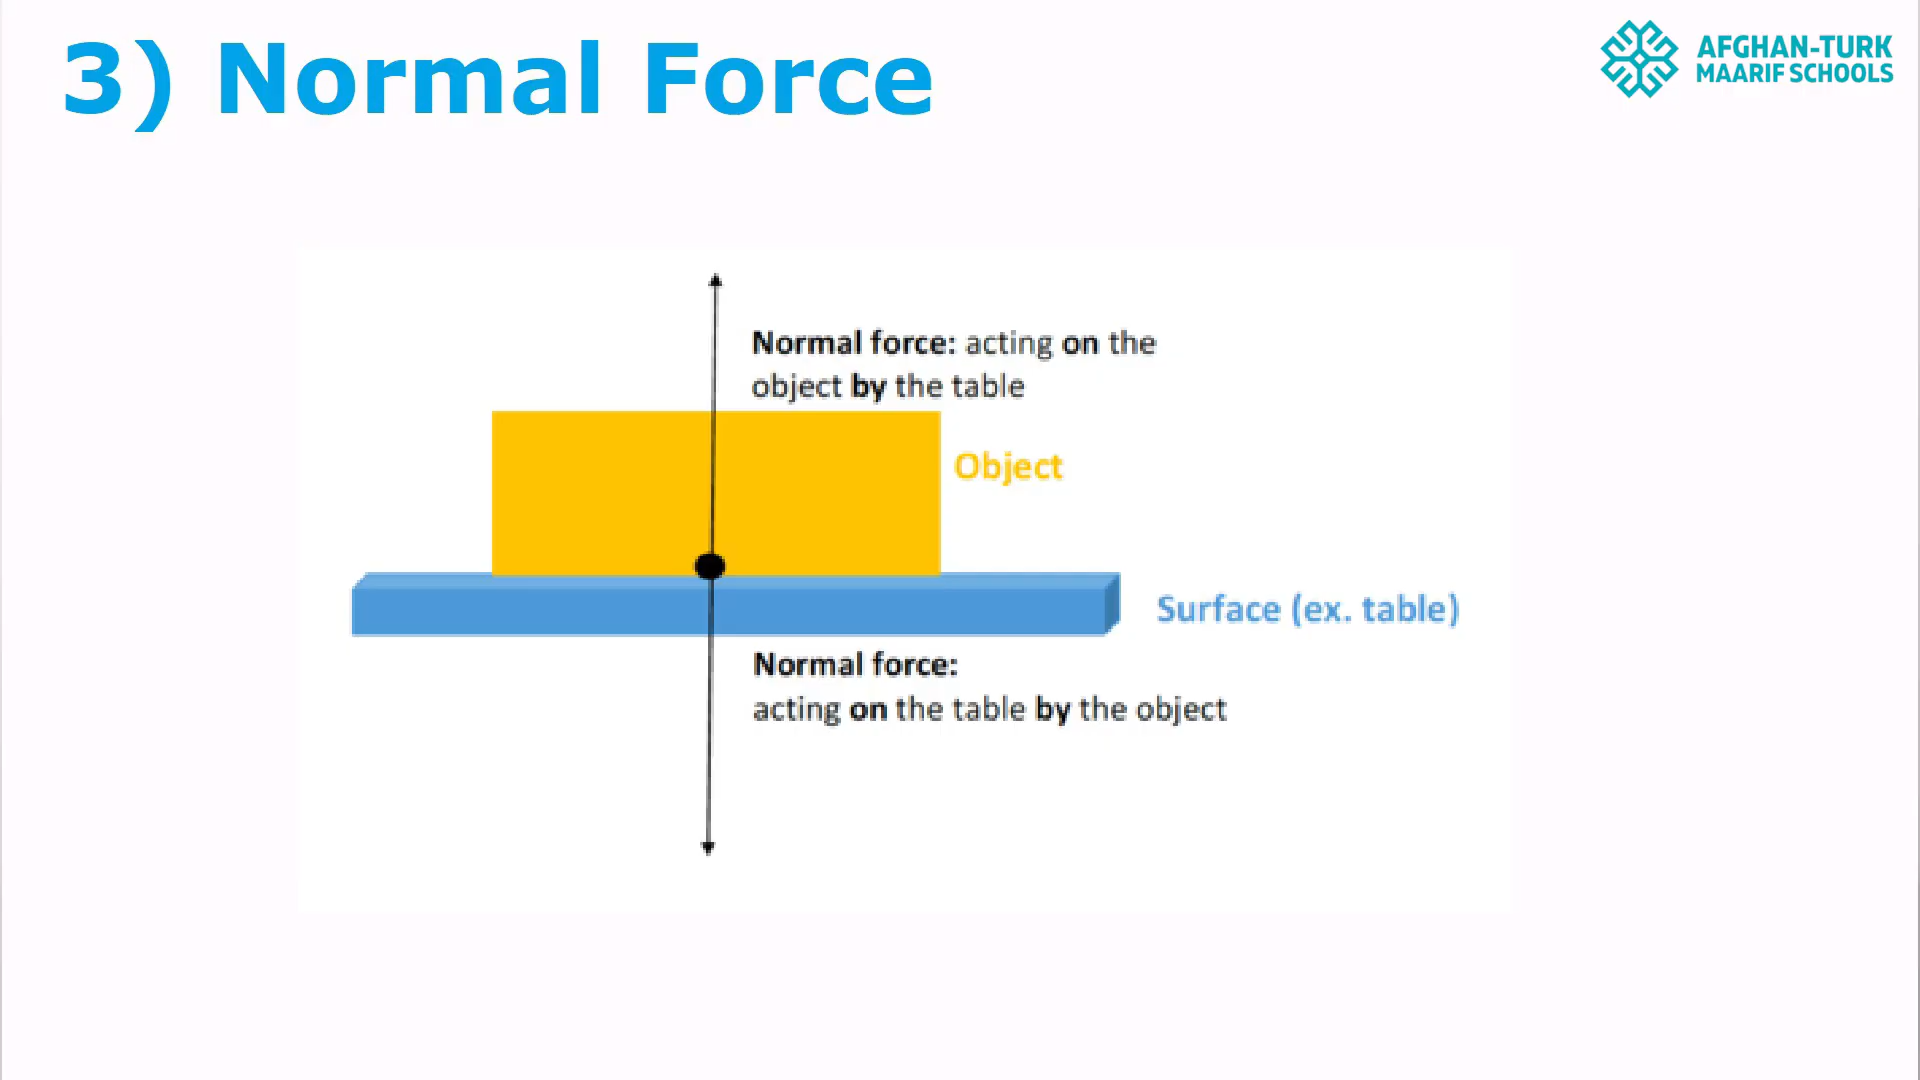 3) Normal Force
AFGHAN-TURK
MAARIF SCHOOLS
Normal force: acting on the
object by the table
Object
Surface (ex. table)
Normal force:
acting on the table by the object